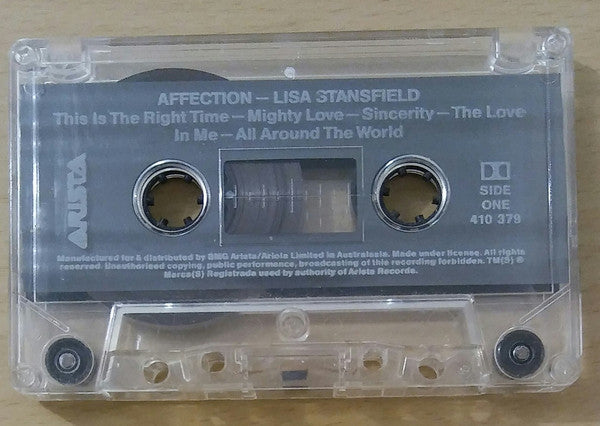 AFFECTION – LISA STANSFIELD
This Is The Right Time – Mighty Love – Sincerity – The Love
In Me – All Around The World
ARISTA
SIDE
ONE
410 379
Manufactured for & distributed by BMG Arista/Ariola Limited in Australasia. Made under license. All rights
reserved. Unauthorised copying, public performance, broadcasting of this recording forbidden. TM(S) ®
Marca(S) Registrada used by authority of Arista Records.